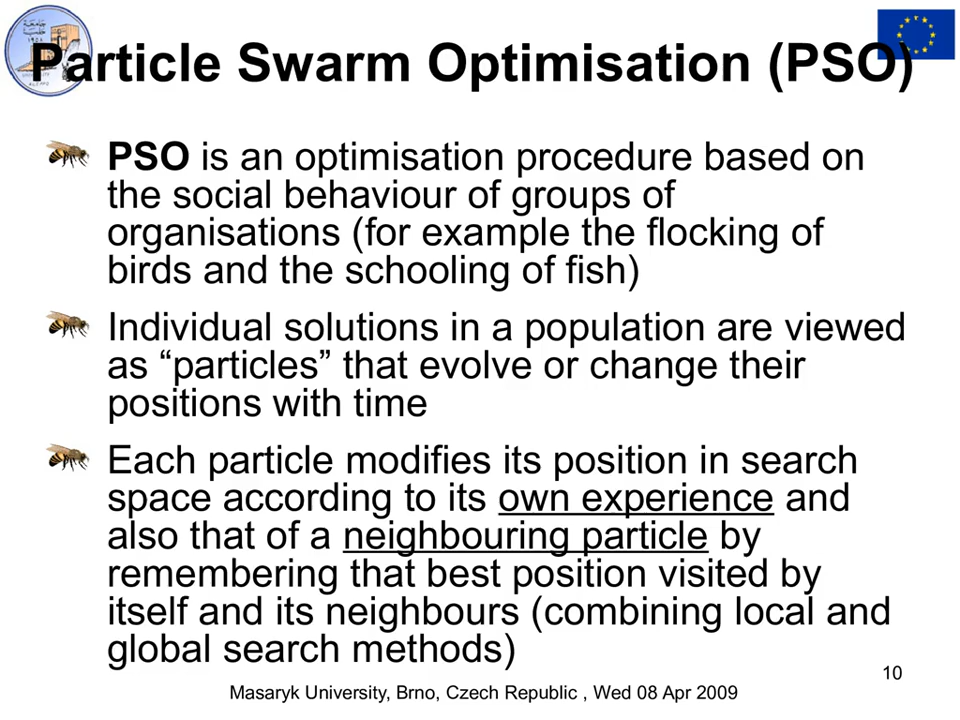 Particle Swarm Optimisation (PSO)
PSO is an optimisation procedure based on
the social behaviour of groups of
organisations (for example the flocking of
birds and the schooling of fish)
Individual solutions in a population are viewed
as “particles” that evolve or change their
positions with time
Each particle modifies its position in search
space according to its own experience and
also that of a neighbouring particle by
remembering that best position visited by
itself and its neighbours (combining local and
global search methods)
10
Masaryk University, Brno, Czech Republic , Wed 08 Apr 2009